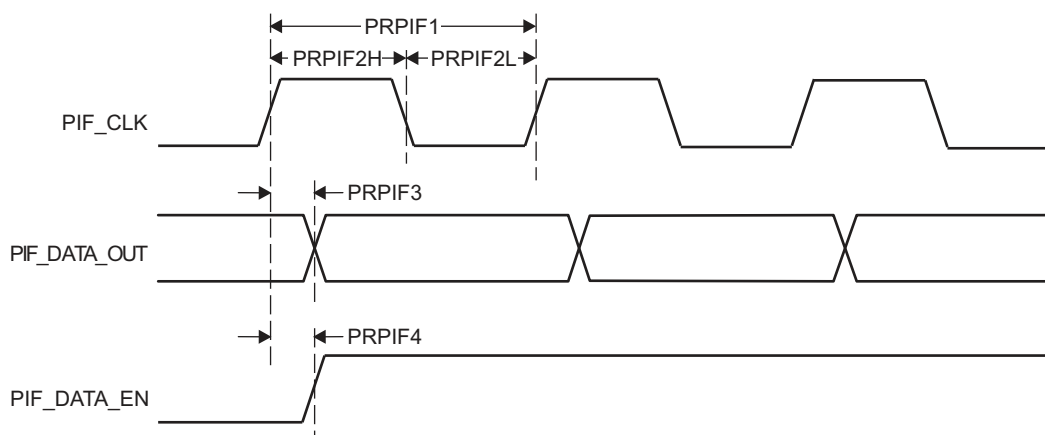 PRPIF1
PRPIF2H
PRPIF2L
PIF_CLK
PRPIF3
PIF_DATA_OUT
PRPIF4
PIF_DATA_EN